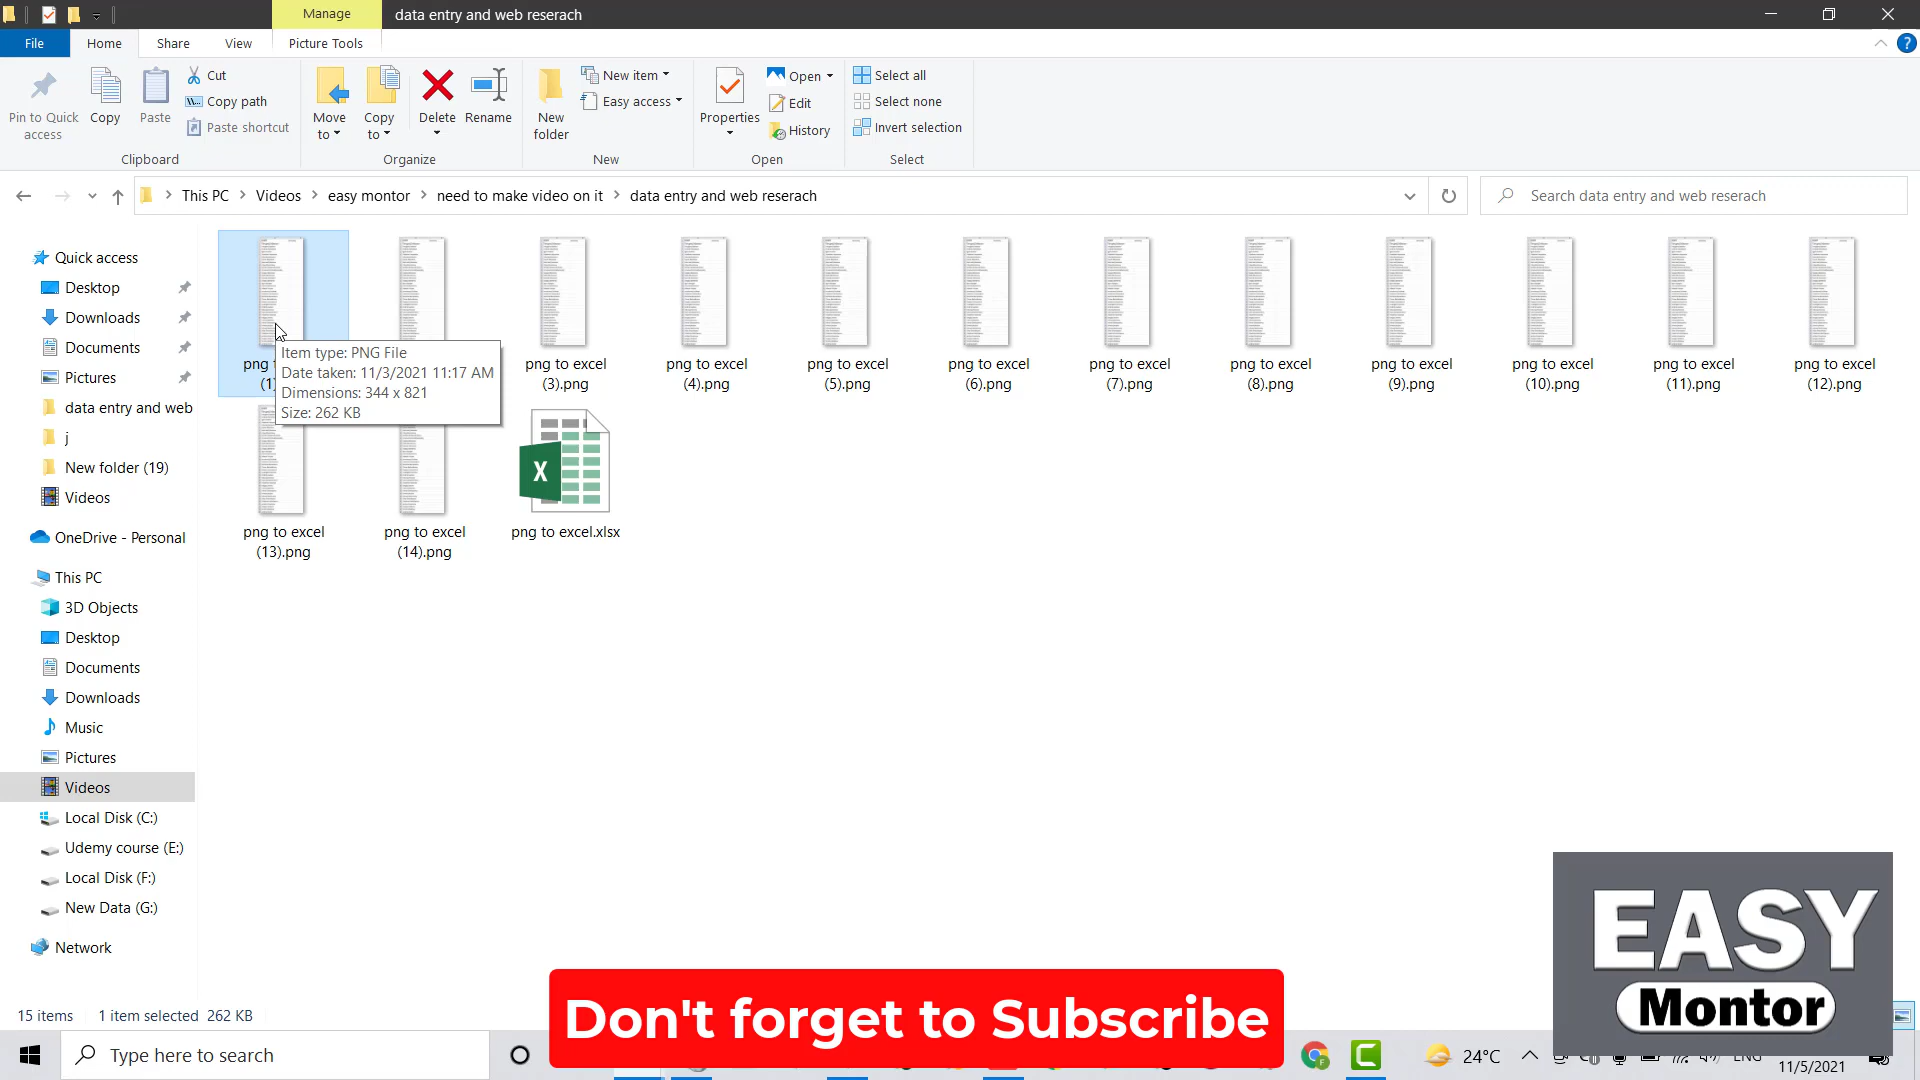 Manage
data entry and web reserach
File
Home
Share
View
Picture Tools
Pin to Quick access
Copy
Paste
Cut
Copy path
Paste shortcut
Clipboard
Move to
Copy to
Delete
Rename
Organize
New folder
New item
Easy access
New
Properties
Open
Edit
History
Open
Select all
Select none
Invert selection
Select
This PC
Videos
easy montor
need to make video on it
data entry and web reserach
Search data entry and web reserach
Quick access
Desktop
Downloads
Documents
Pictures
data entry and web
j
New folder (19)
Videos
OneDrive - Personal
This PC
3D Objects
Desktop
Documents
Downloads
Music
Pictures
Videos
Local Disk (C:)
Udemy course (E:)
Local Disk (F:)
New Data (G:)
Network
png
Item type: PNG File
Date taken: 11/3/2021 11:17 AM
Dimensions: 344 x 821
Size: 262 KB
png to excel (3).png
png to excel (4).png
png to excel (5).png
png to excel (6).png
png to excel (7).png
png to excel (8).png
png to excel (9).png
png to excel (10).png
png to excel (11).png
png to excel (12).png
png to excel (13).png
png to excel (14).png
png to excel.xlsx
15 items
1 item selected 262 KB
Don't forget to Subscribe
EASY
Montor
Type here to search
24°C
ENG
11/5/2021